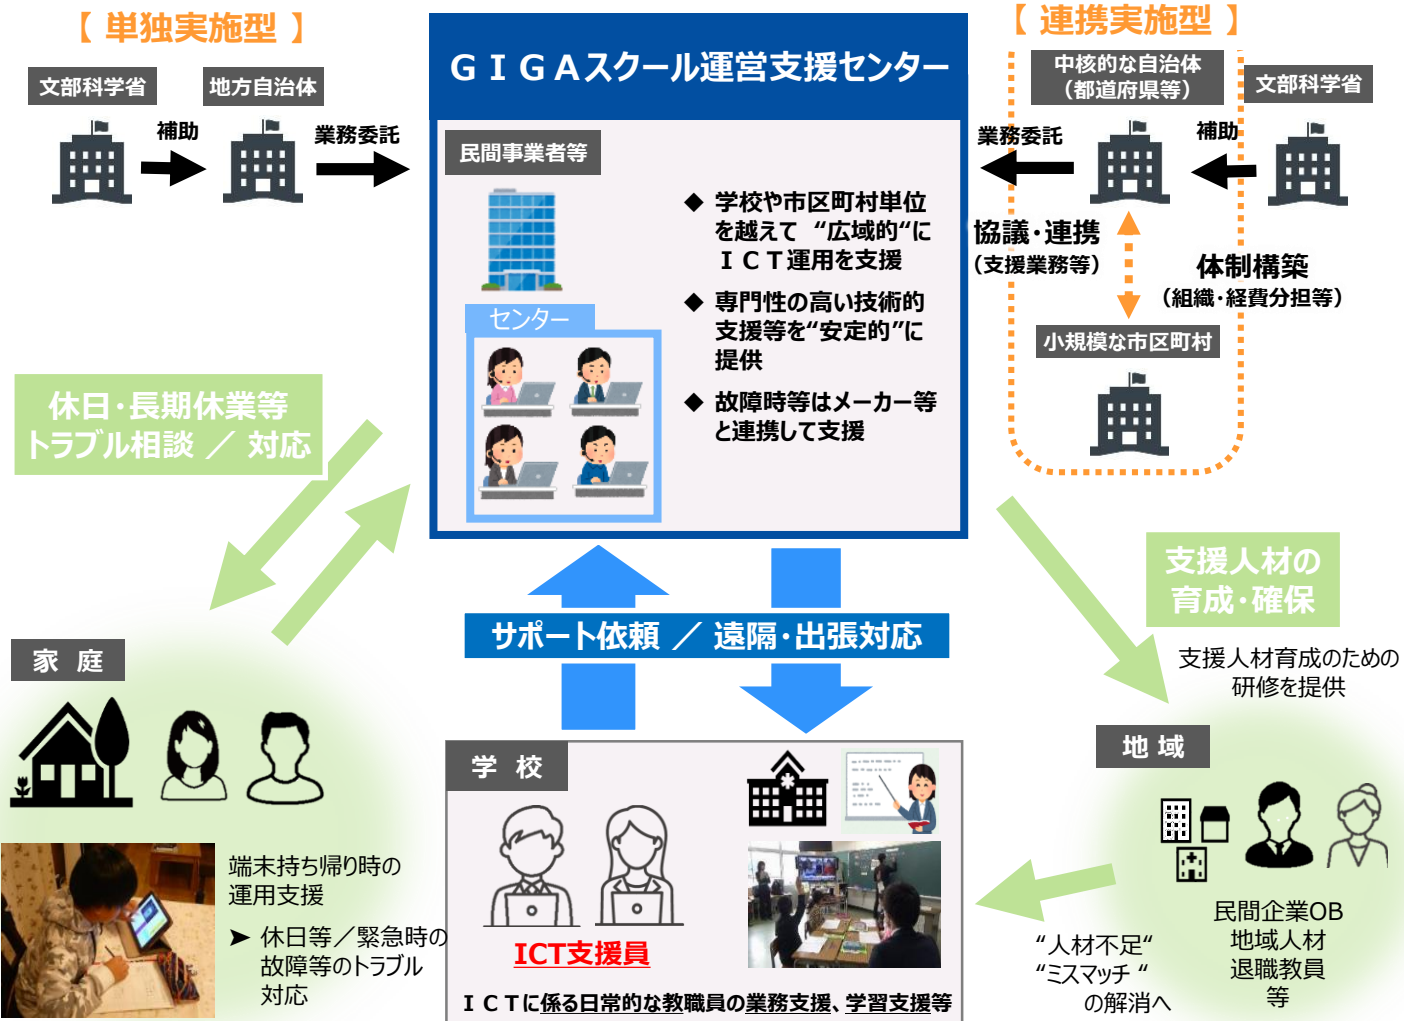 【 単独実施型 】
文部科学省
地方自治体
補助
業務委託
GIGAスクール運営支援センター
民間事業者等
センター
◆ 学校や市区町村単位
を越えて “広域的“に
ICT運用を支援
◆ 専門性の高い技術的
支援等を“安定的”に
提供
◆ 故障時等はメーカー等
と連携して支援
【 連携実施型 】
中核的な自治体
（都道府県等）
文部科学省
業務委託
補助
協議・連携
（支援業務等）
体制構築
（組織・経費分担等）
小規模な市区町村
休日・長期休業等
トラブル相談 ／ 対応
サポート依頼 ／ 遠隔・出張対応
支援人材の
育成・確保
支援人材育成のための
研修を提供
家 庭
端末持ち帰り時の
運用支援
➤ 休日等／緊急時の
故障等のトラブル
対応
学 校
ICT支援員
ICTに係る日常的な教職員の業務支援、学習支援等
地 域
民間企業OB
地域人材
退職教員
等
“人材不足“
“ミスマッチ “
の解消へ